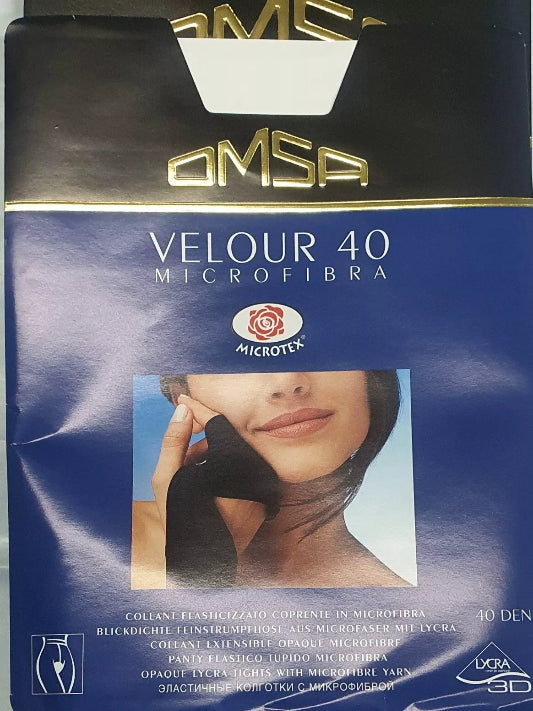 OMSA
OMSA
VELOUR 40
MICROFIBRA
MICROTEX®
COLLANT ELASTICIZZATO COPRENTE IN MICROFIBRA
40 DEN
BLICKDICHTE FEINSTRUMPFHOSE AUS MICROFASER MIT LYCRA
COLLANT EXTENSIBLE OPAQUE MICROFIBRE
PANTY ELASTICO TUPIDO MICROFIBRA
OPAQUE LYCRA TIGHTS WITH MICROFIBRE YARN
ЭЛАСТИЧНЫЕ КОЛГОТКИ С МИКРОФИБРОЙ
LYCRA
3D